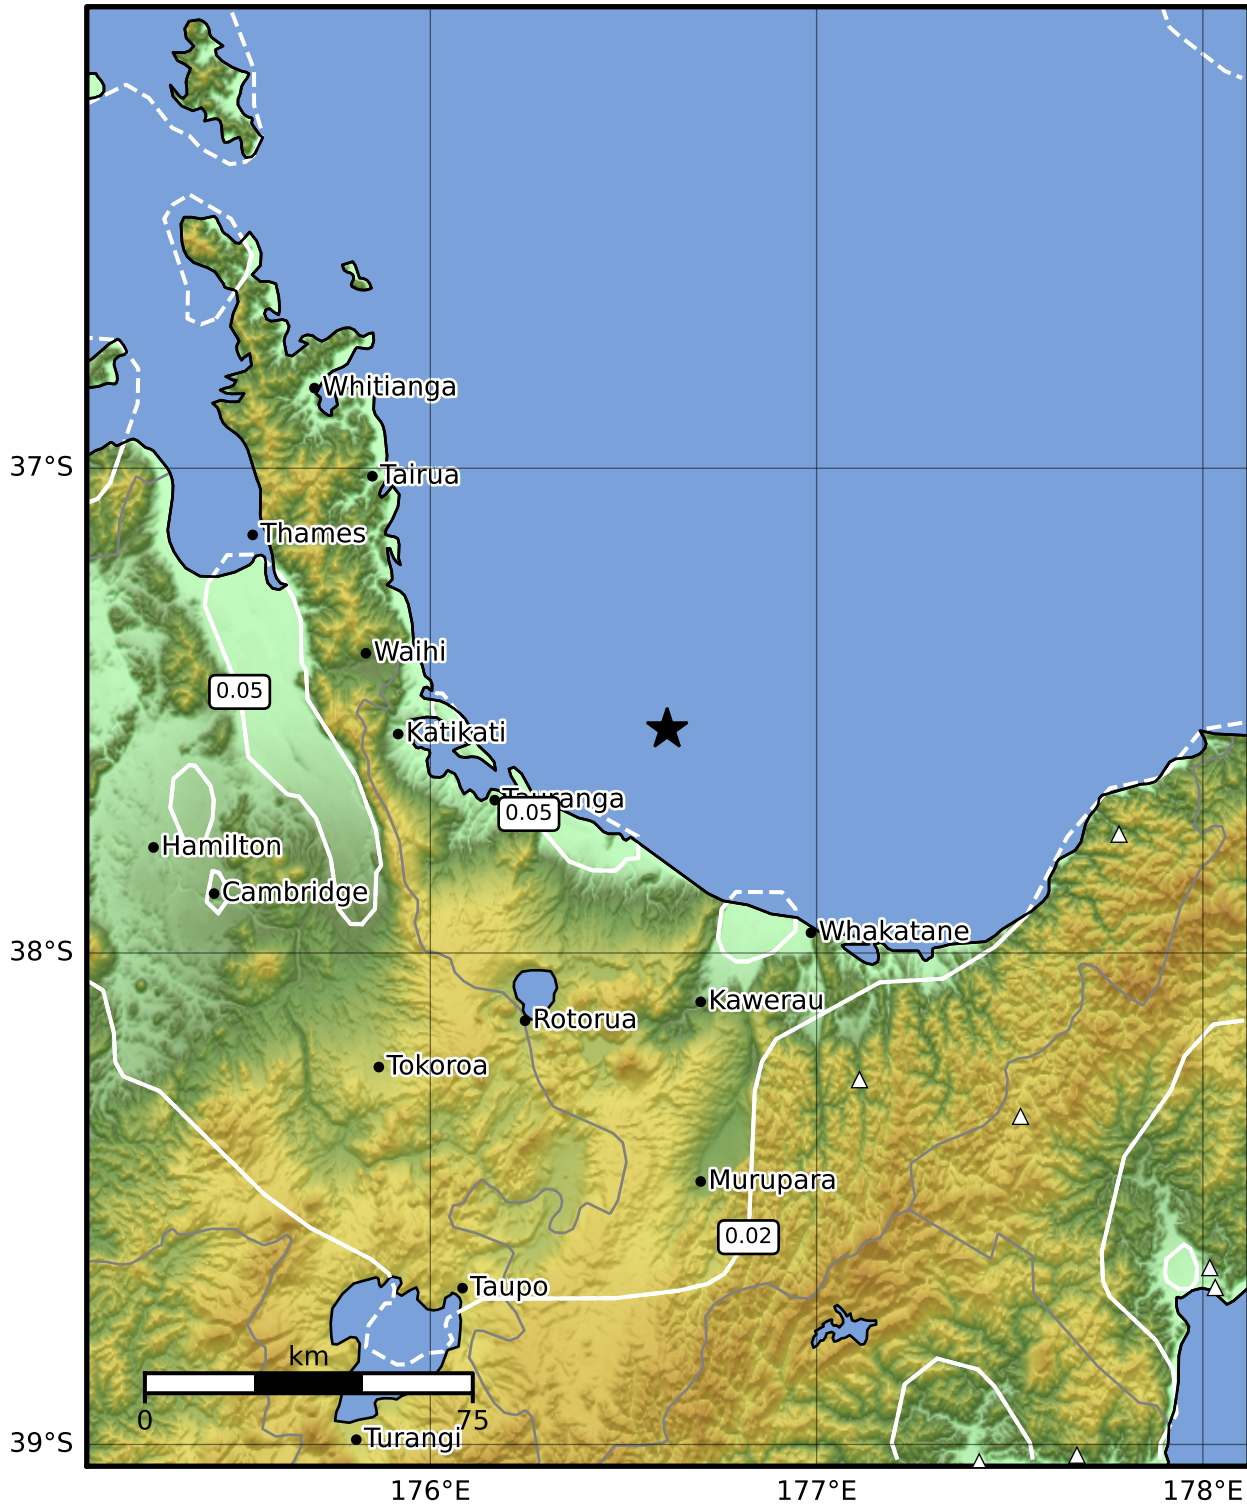 Whitianga
37°S
Tairua
Thames
Waihi
0.05
Katikati
Tauranga
0.05
Hamilton
Cambridge
Whakatane
38°S
Kawerau
Rotorua
Tokoroa
Murupara
0.02
Taupo
km
0
75
Turangi
39°S
176°E
177°E
178°E